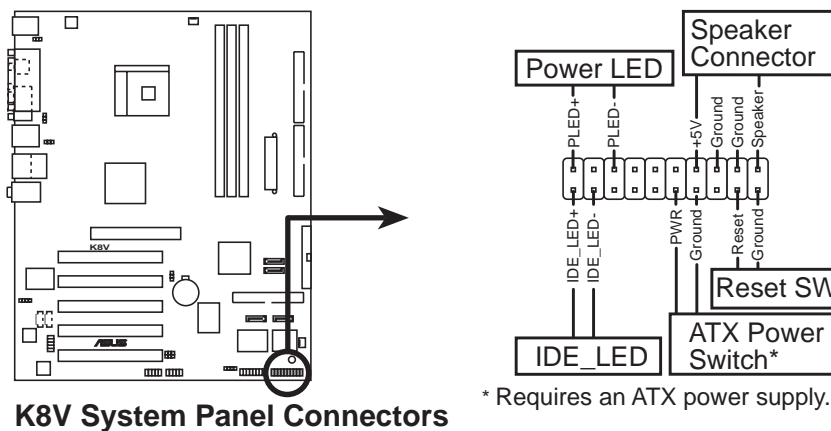 K8V
/SUS
K8V System Panel Connectors
Power LED
Speaker
Connector
PLED+
PLED-
+5V
Ground
Ground
Speaker
IDE_LED+
IDE_LED-
PWR
Ground
Reset
Ground
Reset SW
IDE_LED
ATX Power
Switch*
* Requires an ATX power supply.